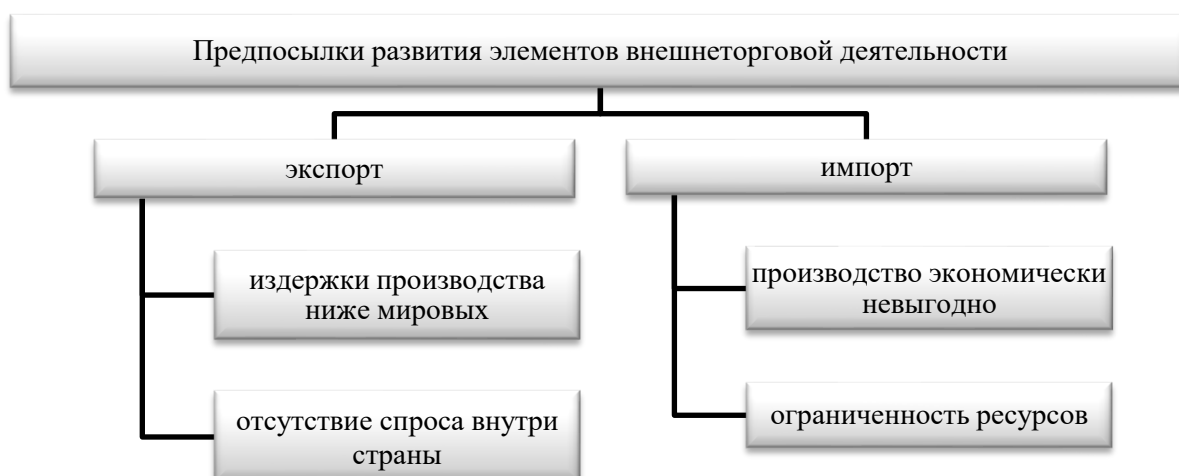 Предпосылки развития элементов внешнеторговой деятельности
экспорт
издержки производства
ниже мировых
отсутствие спроса внутри
страны
импорт
производство экономически
невыгодно
ограниченность ресурсов